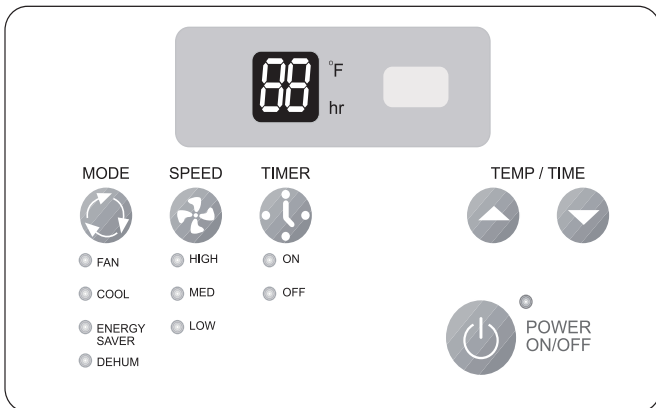 88
°F
hr
MODE
SPEED
TIMER
TEMP / TIME
FAN
COOL
ENERGY
SAVER
DEHUM
HIGH
MED
LOW
ON
OFF
POWER
ON/OFF